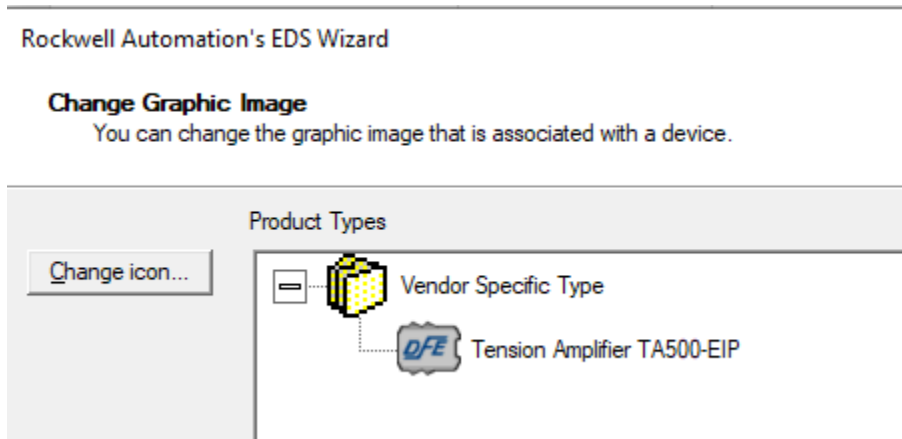 Rockwell Automation's EDS Wizard
Change Graphic Image
You can change the graphic image that is associated with a device.
Product Types
Change icon...
Vendor Specific Type
DFE Tension Amplifier TA500-EIP